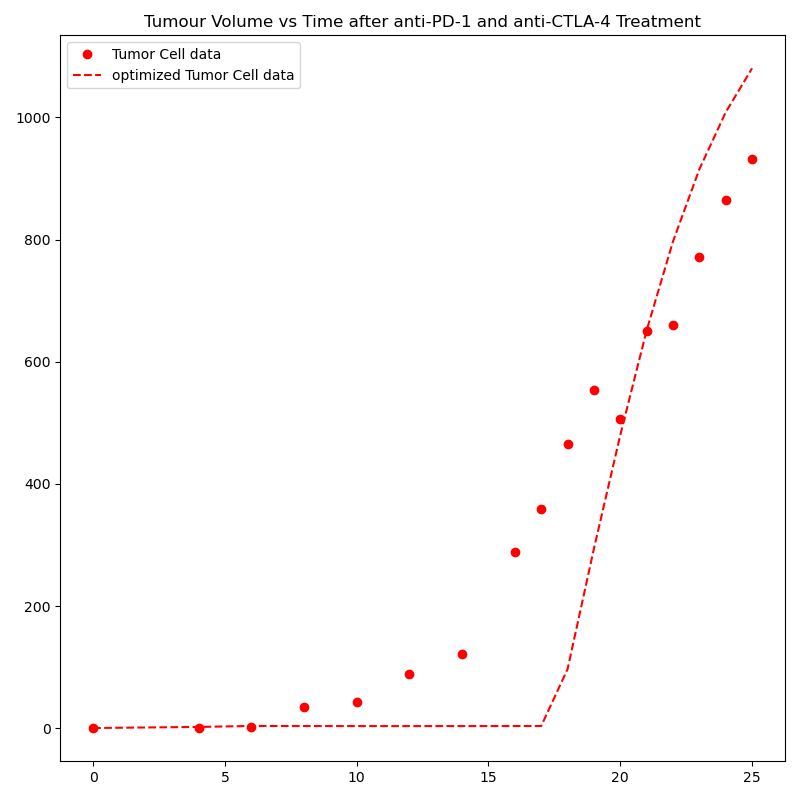 Tumour Volume vs Time after anti-PD-1 and anti-CTLA-4 Treatment
Tumor Cell data
optimized Tumor Cell data
1000
800
600
400
200
0
0 5 10 15 20 25